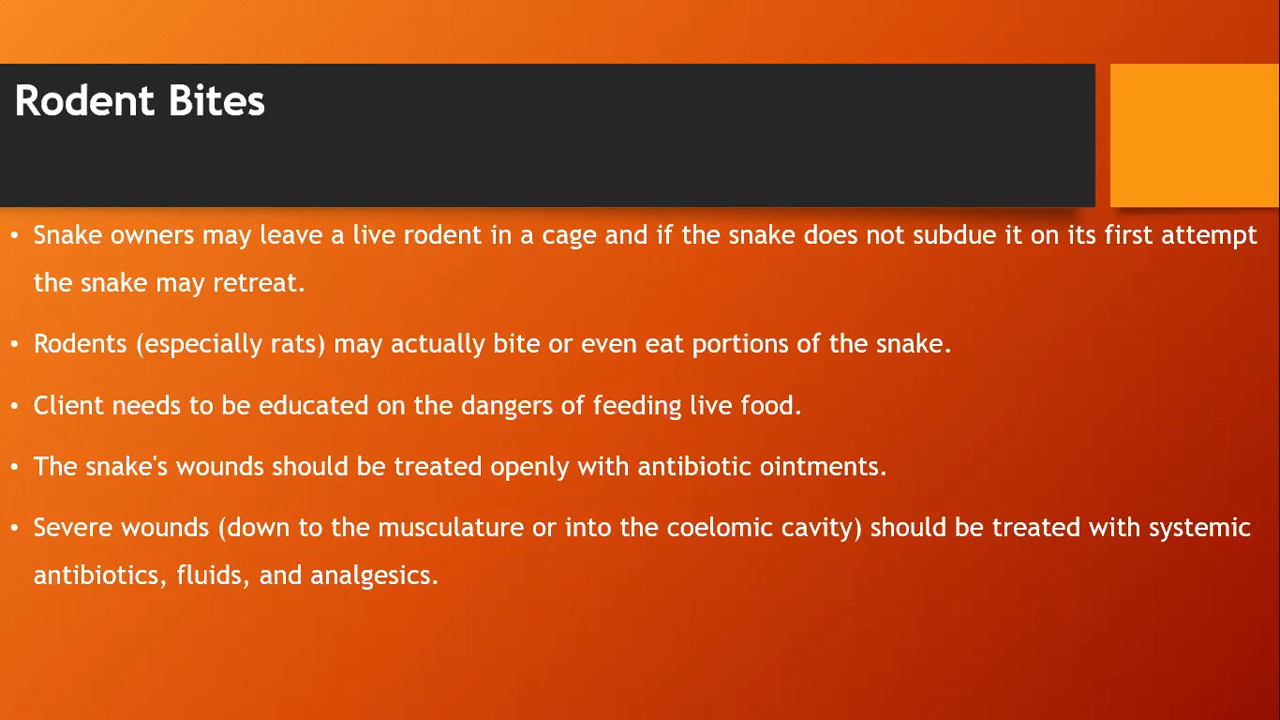 Rodent Bites
• Snake owners may leave a live rodent in a cage and if the snake does not subdue it on its first attempt
the snake may retreat.
• Rodents (especially rats) may actually bite or even eat portions of the snake.
• Client needs to be educated on the dangers of feeding live food.
• The snake's wounds should be treated openly with antibiotic ointments.
• Severe wounds (down to the musculature or into the coelomic cavity) should be treated with systemic
antibiotics, fluids, and analgesics.